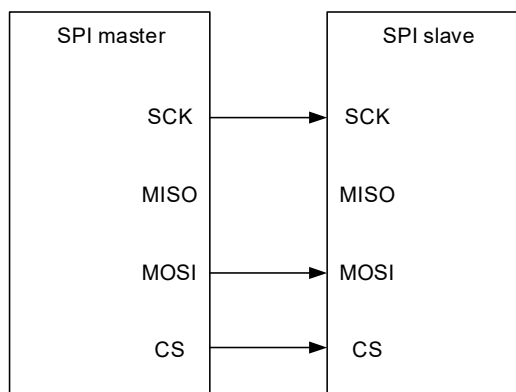 SPI master
SPI slave
SCK
SCK
MISO
MISO
MOSI
MOSI
CS
CS